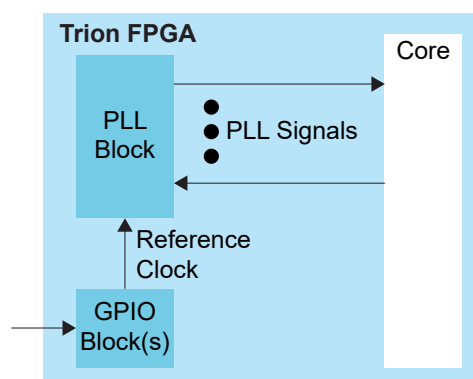 Trion FPGA
Core
PLL
Block
PLL Signals
Reference
Clock
GPIO
Block(s)